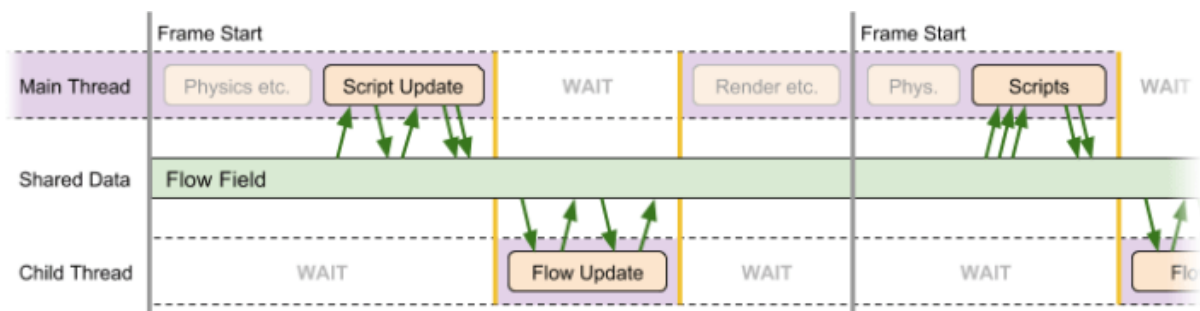 Frame Start
Frame Start
Main Thread
Physics etc.
Script Update
WAIT
Render etc.
Phys.
Scripts
WAIT
Shared Data
Flow Field
Child Thread
WAIT
Flow Update
WAIT
WAIT
Flo